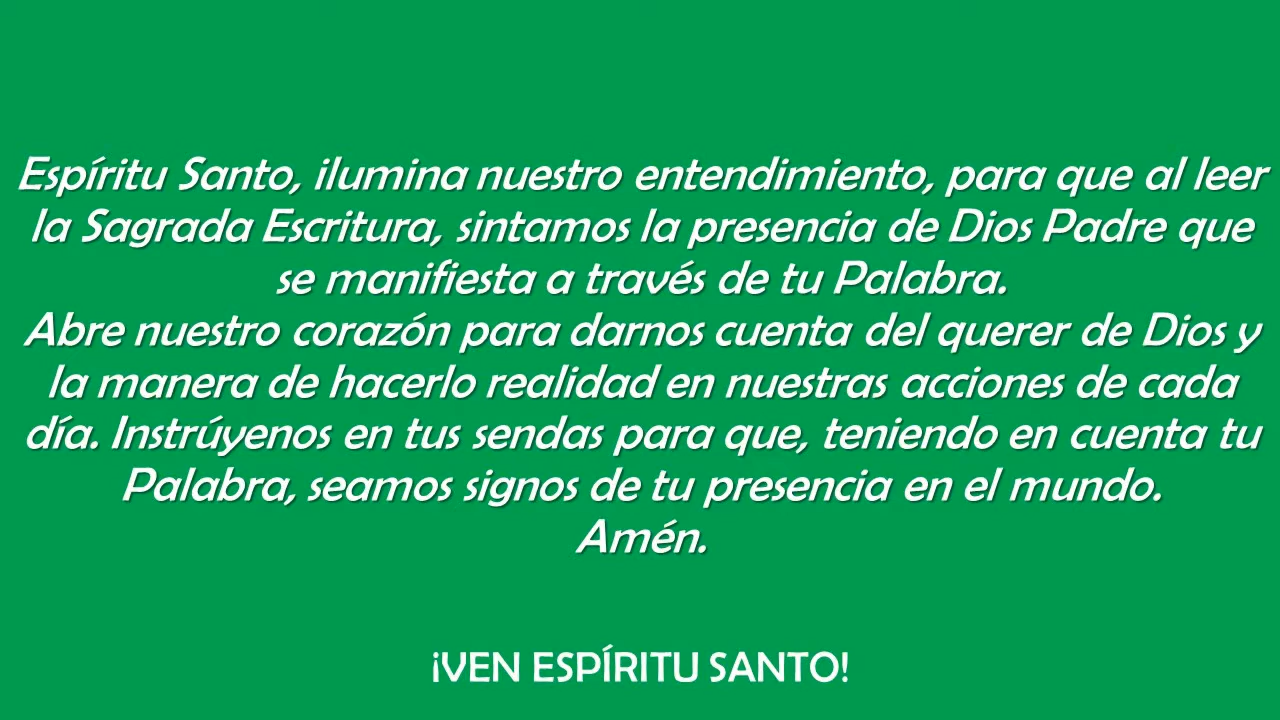 Espíritu Santo, ilumina nuestro entendimiento, para que al leer
la Sagrada Escritura, sintamos la presencia de Dios Padre que
se manifiesta a través de tu Palabra.
Abre nuestro corazón para darnos cuenta del querer de Dios y
la manera de hacerlo realidad en nuestras acciones de cada
día. Instrúyenos en tus sendas para que, teniendo en cuenta tu
Palabra, seamos signos de tu presencia en el mundo.
Amén.
¡VEN ESPÍRITU SANTO!